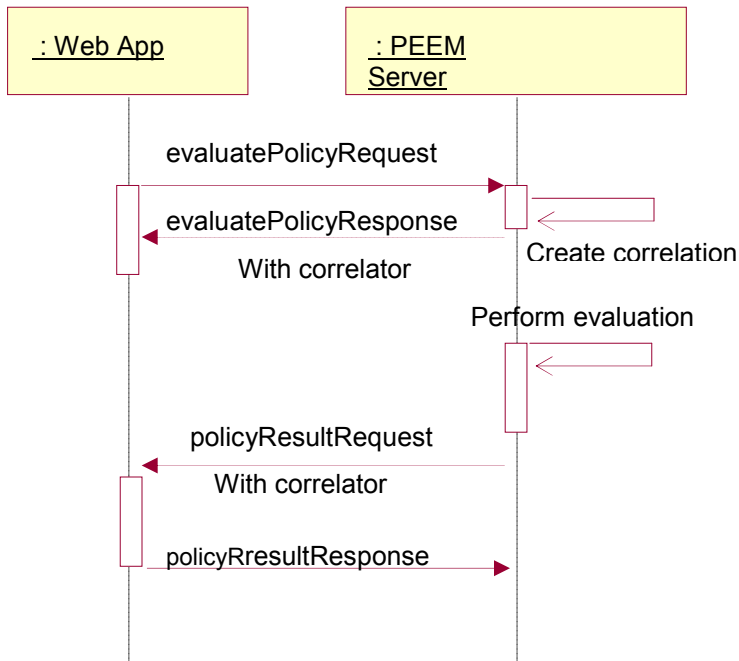 : Web App
: PEEM
Server
evaluatePolicyRequest
evaluatePolicyResponse
With correlator
Create correlation
Perform evaluation
policyResultRequest
With correlator
policyRresultResponse